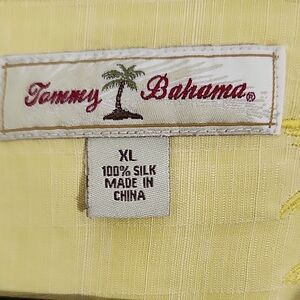 Tommy Bahama®
XL
100% SILK
MADE IN
CHINA